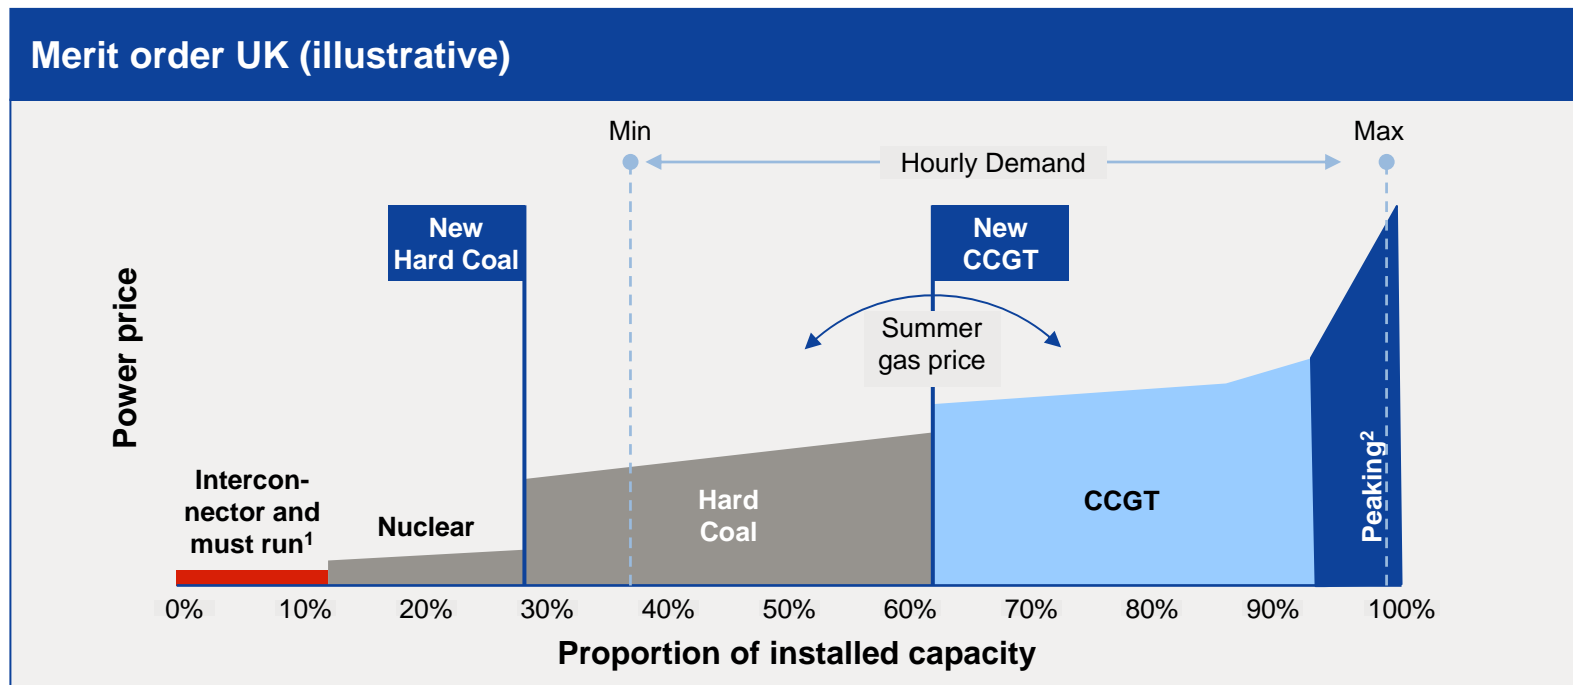 Merit order UK (illustrative)
Min
Max
Hourly Demand
New
Hard Coal
New
CCGT
Summer
gas price
Power price
Intercon-
nector and
must run¹
Nuclear
Hard
Coal
CCGT
Peaking²
0% 10% 20% 30% 40% 50% 60% 70% 80% 90% 100%
Proportion of installed capacity